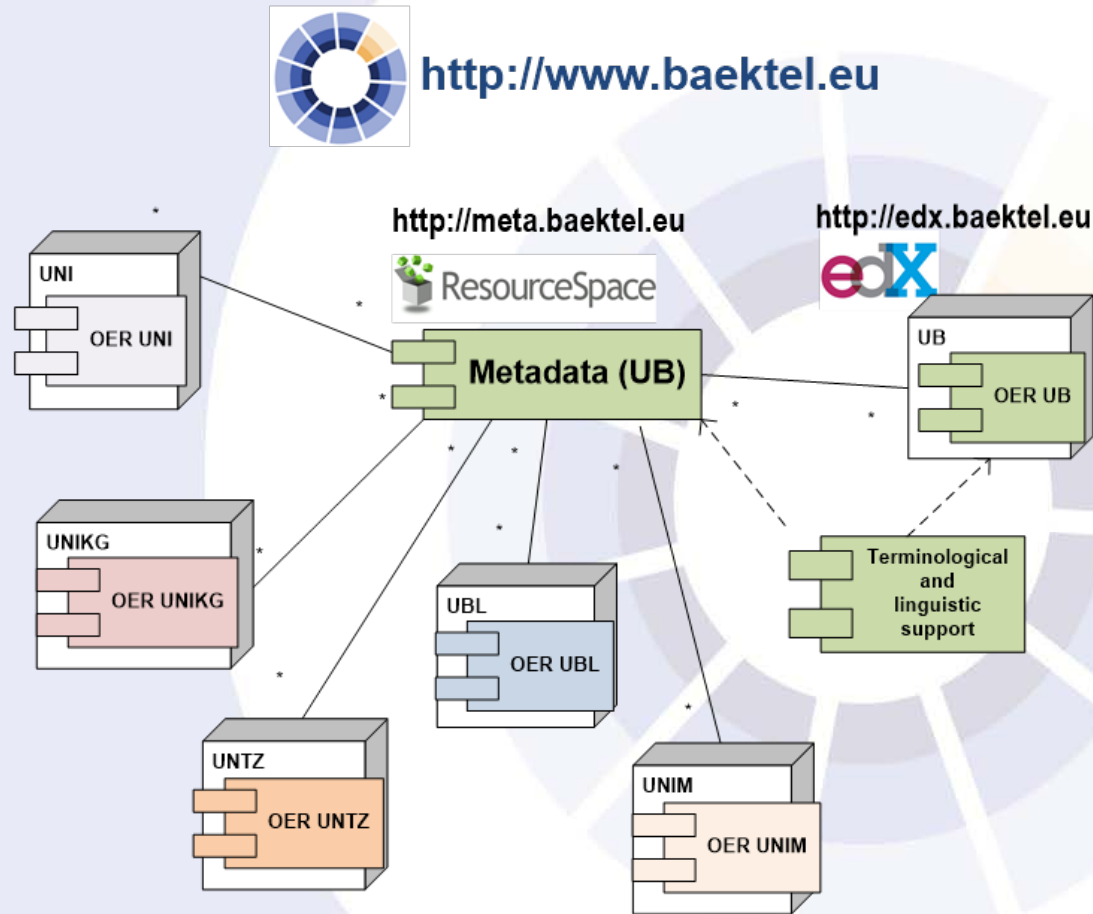 http://www.baektel.eu
*
http://meta.baektel.eu
http://edx.baektel.eu
ResourceSpace
edX
UNI
OER UNI
*
Metadata (UB)
UB
OER UB
*
*
*
*
*
*
UNIKG
OER UNIKG
*
*
Terminological
and
linguistic
support
UBL
OER UBL
*
*
UNTZ
OER UNTZ
UNIM
OER UNIM